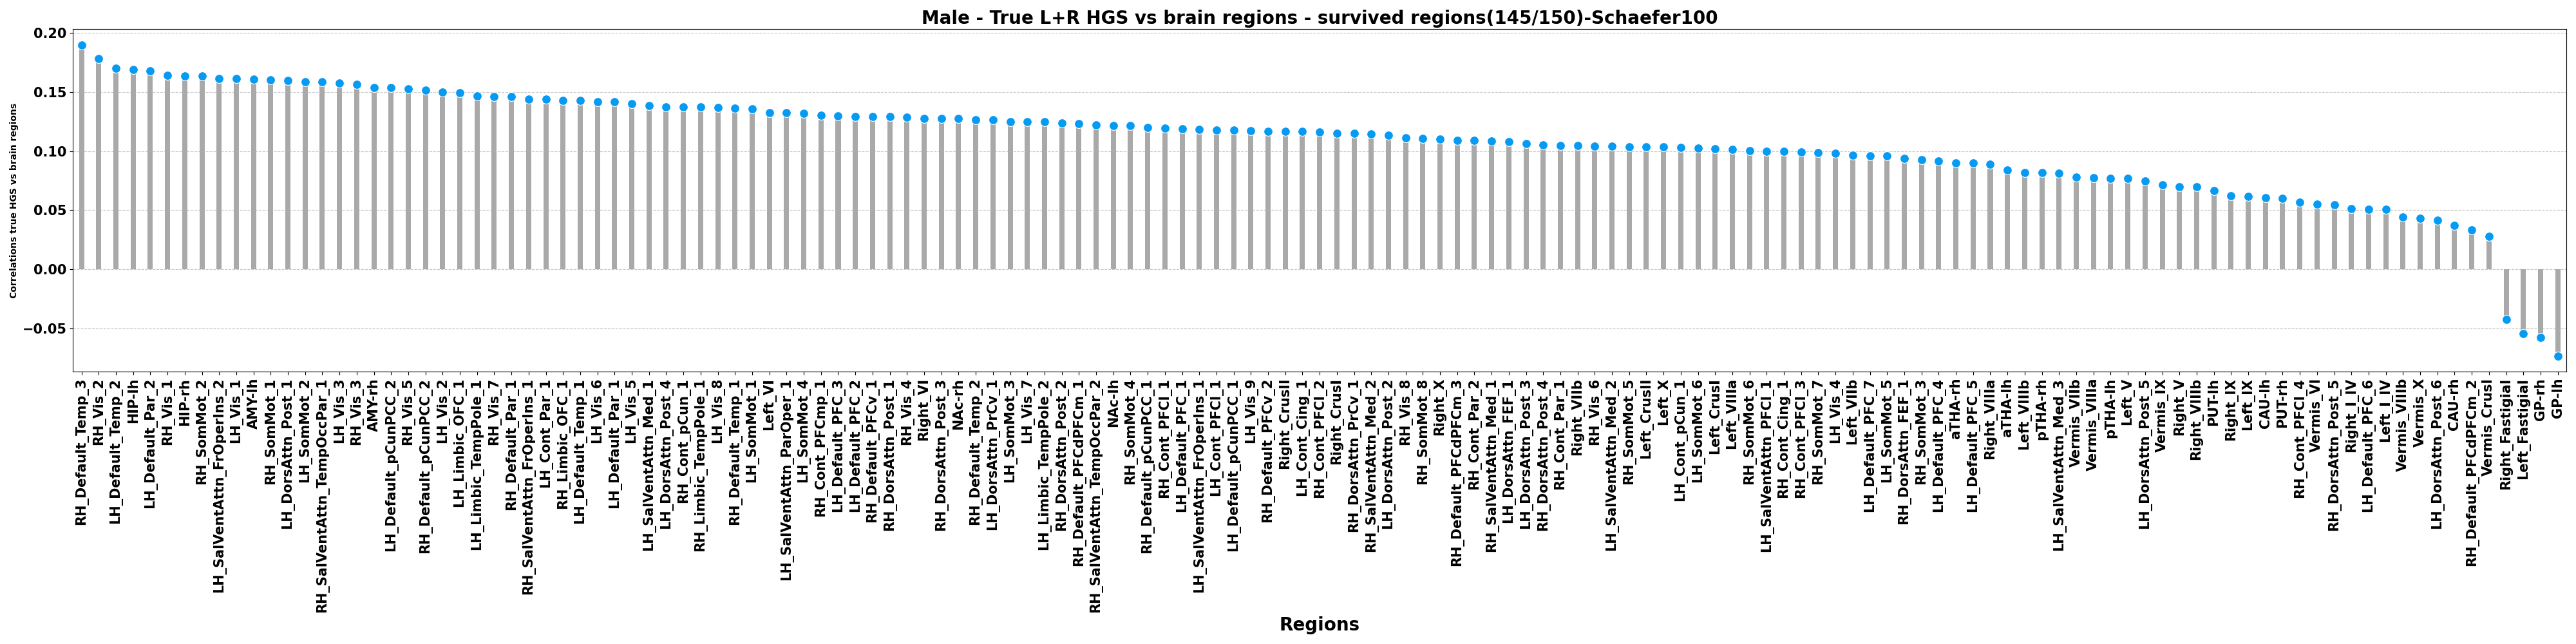 Male - True L+R HGS vs brain regions - survived regions(145/150)-Schaefer100
Correlations true HGS vs brain regions
0.20
0.15
0.10
0.05
0.00
−0.05
RH_Default_Temp_3
RH_Vis_2
LH_Default_Temp_2
HIP-lh
LH_Default_Par_2
RH_Vis_1
HIP-rh
RH_SomMot_2
LH_SalVentAttn_FrOperIns_2
LH_Vis_1
AMY-lh
RH_SomMot_1
LH_DorsAttn_Post_1
LH_SomMot_2
RH_SalVentAttn_TempOccPar_1
LH_Vis_3
RH_Vis_3
AMY-rh
LH_Default_pCunPCC_2
RH_Vis_5
RH_Default_pCunPCC_2
LH_Vis_2
LH_Limbic_OFC_1
LH_Limbic_TempPole_1
RH_Vis_7
RH_Default_Par_1
RH_SalVentAttn_FrOperIns_1
LH_Cont_Par_1
RH_Limbic_OFC_1
LH_Default_Temp_1
LH_Vis_6
LH_Default_Par_1
LH_Vis_5
LH_SalVentAttn_Med_1
LH_DorsAttn_Post_4
RH_Cont_pCun_1
RH_Limbic_TempPole_1
LH_Vis_8
RH_Default_Temp_1
LH_SomMot_1
Left_VI
LH_SalVentAttn_ParOper_1
LH_SomMot_4
RH_Cont_PFCmp_1
LH_Default_PFC_3
LH_Default_PFC_2
RH_Default_PFCv_1
RH_DorsAttn_Post_1
RH_Vis_4
Right_VI
RH_DorsAttn_Post_3
NAc-rh
RH_Default_Temp_2
LH_DorsAttn_PrCv_1
LH_SomMot_3
LH_Vis_7
LH_Limbic_TempPole_2
RH_DorsAttn_Post_2
RH_Default_PFCdPFCm_1
RH_SalVentAttn_TempOccPar_2
NAc-lh
RH_SomMot_4
RH_Default_pCunPCC_1
RH_Cont_PFCl_1
LH_Default_PFC_1
LH_SalVentAttn_FrOperIns_1
LH_Cont_PFCl_1
LH_Default_pCunPCC_1
LH_Vis_9
RH_Default_PFCv_2
Right_CrusII
LH_Cont_Cing_1
RH_Cont_PFCl_2
Right_CrusI
RH_DorsAttn_PrCv_1
RH_SalVentAttn_Med_2
LH_DorsAttn_Post_2
RH_Vis_8
RH_SomMot_8
Right_X
RH_Default_PFCdPFCm_3
RH_Cont_Par_2
RH_SalVentAttn_Med_1
LH_DorsAttn_FEF_1
LH_DorsAttn_Post_3
RH_DorsAttn_Post_4
RH_Cont_Par_1
Right_VIIb
RH_Vis_6
LH_SalVentAttn_Med_2
RH_SomMot_5
Left_CrusII
Left_X
LH_Cont_pCun_1
LH_SomMot_6
Left_CrusI
Left_VIIIa
RH_SomMot_6
LH_SalVentAttn_PFCl_1
RH_Cont_Cing_1
RH_Cont_PFCl_3
RH_SomMot_7
LH_Vis_4
Left_VIIb
LH_Default_PFC_7
LH_SomMot_5
RH_DorsAttn_FEF_1
RH_SomMot_3
LH_Default_PFC_4
aTHA-rh
LH_Default_PFC_5
Right_VIIIa
aTHA-lh
Left_VIIIb
pTHA-rh
LH_SalVentAttn_Med_3
Vermis_VIIb
Vermis_VIIIa
pTHA-lh
Left_V
LH_DorsAttn_Post_5
Vermis_IX
Right_V
Right_VIIIb
PUT-lh
Right_IX
Left_IX
CAU-lh
PUT-rh
RH_Cont_PFCl_4
Vermis_VI
RH_DorsAttn_Post_5
Right_I_IV
LH_Default_PFC_6
Left_I_IV
Vermis_VIIIb
Vermis_X
LH_DorsAttn_Post_6
CAU-rh
RH_Default_PFCdPFCm_2
Vermis_CrusI
Right_Fastigial
Left_Fastigial
GP-rh
GP-lh
Regions